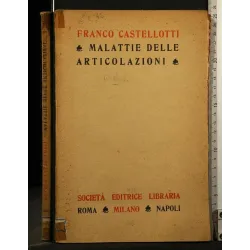 FRANCO CASTELLOTTI
♠ MALATTIE DELLE
ARTICOLAZIONI ♠
SOCIETÀ EDITRICE LIBRARIA
ROMA ♠ MILANO ♠ NAPOLI